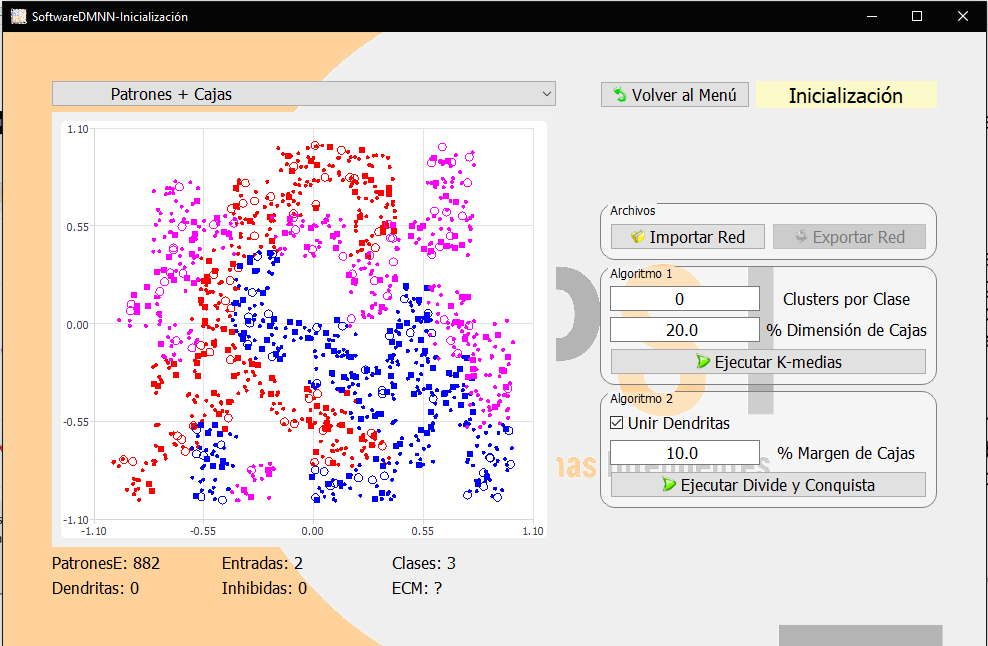 SoftwareDMNN-Inicialización
Patrones + Cajas
Volver al Menú
Inicialización
1.10
0.55
0.00
-0.55
-1.10
-1.10 -0.55 0.00 0.55 1.10
Archivos
Importar Red
Exportar Red
Algoritmo 1
0 Clusters por Clase
20.0 % Dimensión de Cajas
Ejecutar K-medias
Algoritmo 2
Unir Dendritas
10.0 % Margen de Cajas
Ejecutar Divide y Conquista
PatronesE: 882 Entradas: 2 Clases: 3
Dendritas: 0 Inhibidas: 0 ECM: ?